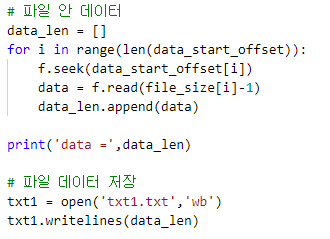 # 파일 안 데이터
data_len = []
for i in range(len(data_start_offset)):
    f.seek(data_start_offset[i])
    data = f.read(file_size[i]-1)
    data_len.append(data)

print('data =',data_len)

# 파일 데이터 저장
txt1 = open('txt1.txt','wb')
txt1.writelines(data_len)